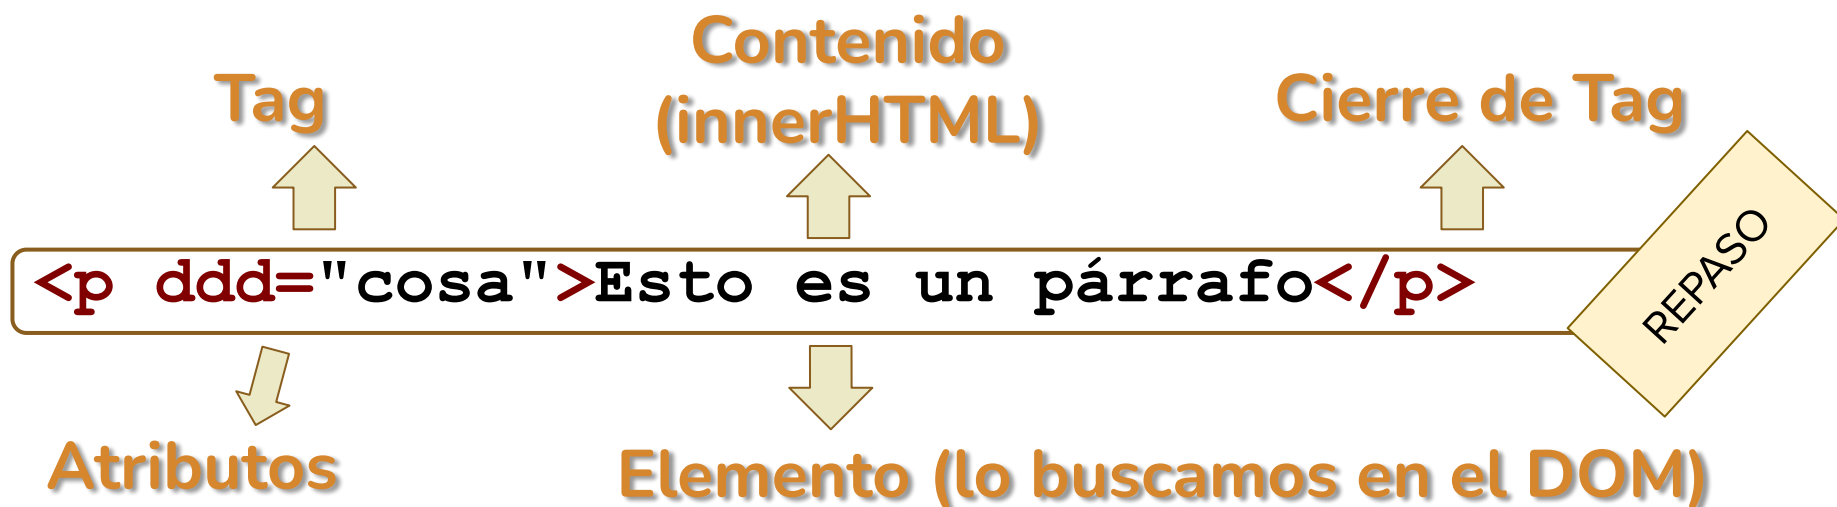 Contenido
(innerHTML)
Tag
Cierre de Tag
<p ddd="cosa">Esto es un párrafo</p>
REPASO
Atributos
Elemento (lo buscamos en el DOM)